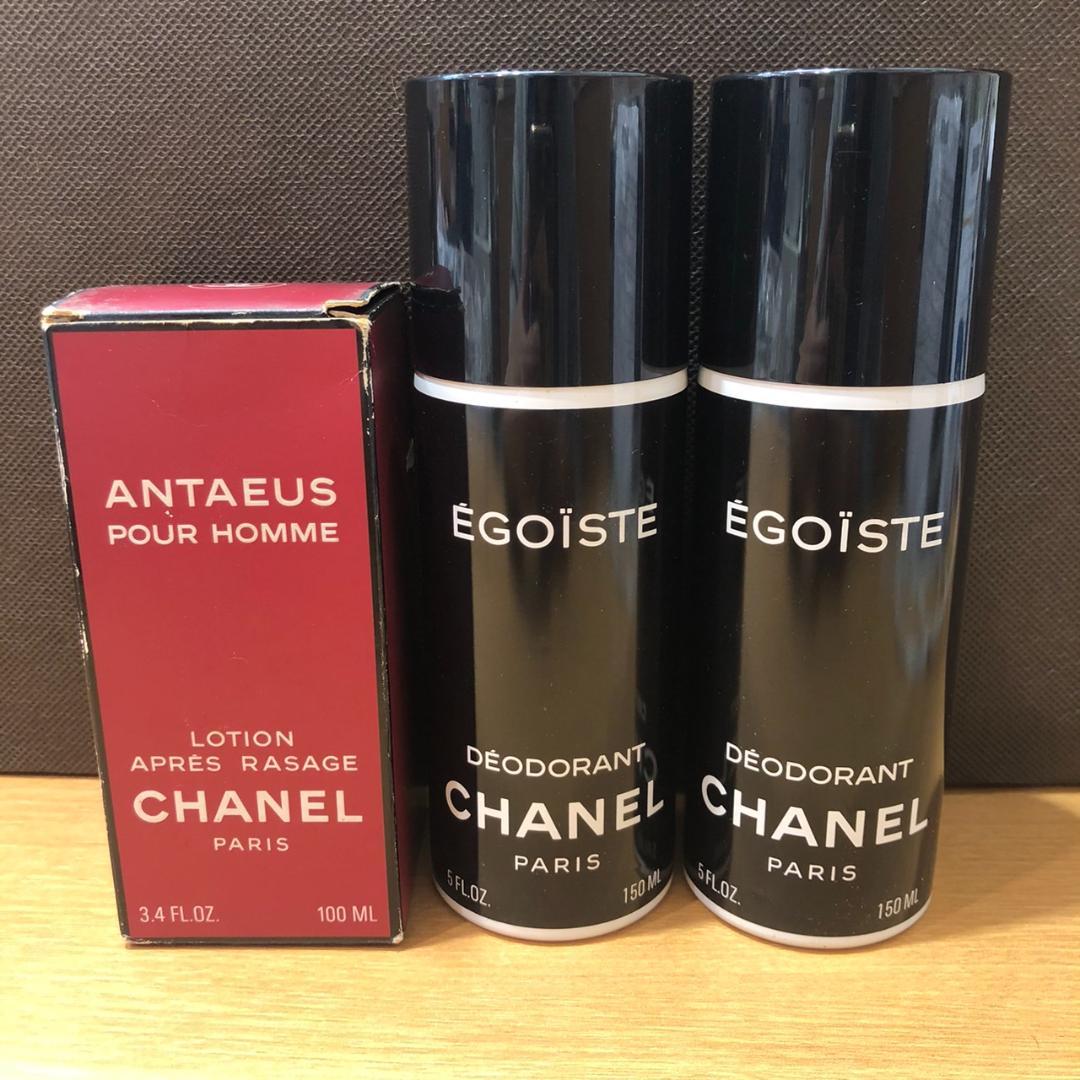 ANTAEUS
POUR HOMME
LOTION
APRÈS RASAGE
CHANEL
PARIS
3.4 FL.OZ. 100 ML
ÉGOÏSTE
DÉODORANT
CHANEL
PARIS
5 FL.OZ. 150 ML
ÉGOÏSTE
DÉODORANT
CHANEL
PARIS
5 FL.OZ. 150 ML